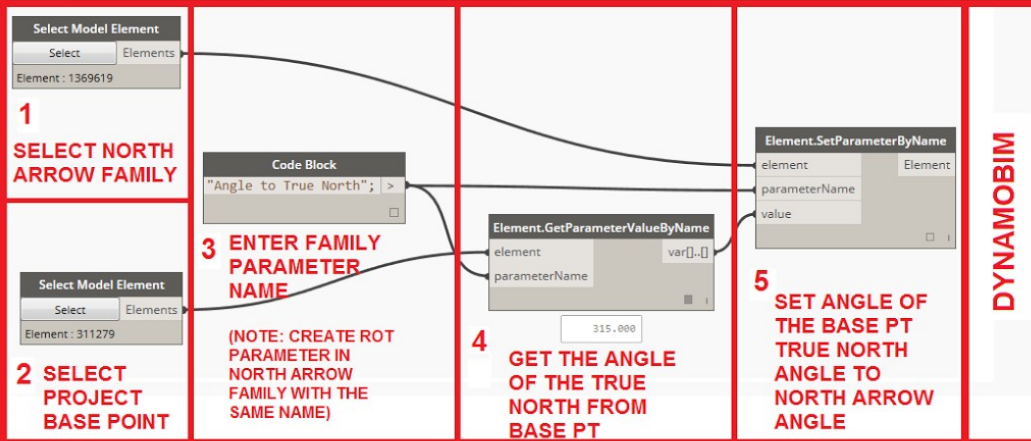 Select Model Element
Select Elements
Element : 1369619
1
SELECT NORTH
ARROW FAMILY
Select Model Element
Select Elements
Element : 311279
2 SELECT
PROJECT
BASE POINT
Code Block
"Angle to True North"; >
3 ENTER FAMILY
PARAMETER
NAME
(NOTE: CREATE ROT
PARAMETER IN
NORTH ARROW
FAMILY WITH THE
SAME NAME)
Element.GetParameterValueByName
element var[]..[]
parameterName
315.000
4 GET THE ANGLE
OF THE TRUE
NORTH FROM
BASE PT
Element.SetParameterByName
element Element
parameterName
value
5 SET ANGLE OF
THE BASE PT
TRUE NORTH
ANGLE TO
NORTH ARROW
ANGLE
DYNAMOBIM